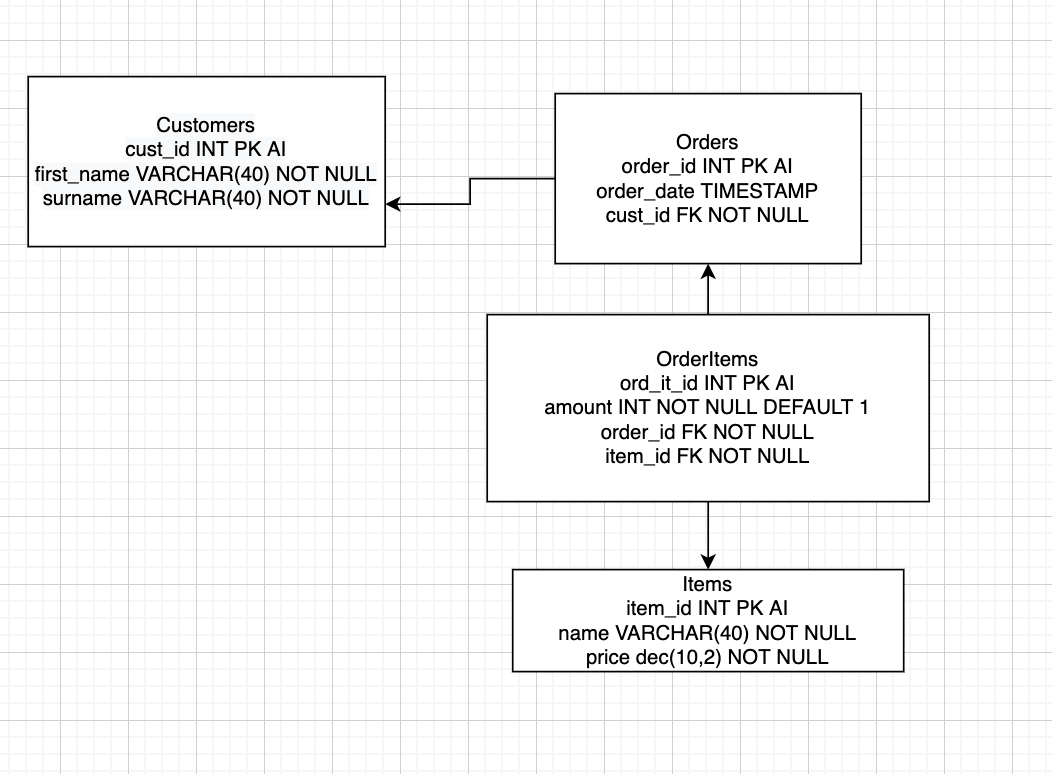 Customers
cust_id INT PK AI
first_name VARCHAR(40) NOT NULL
surname VARCHAR(40) NOT NULL
Orders
order_id INT PK AI
order_date TIMESTAMP
cust_id FK NOT NULL
OrderItems
ord_it_id INT PK AI
amount INT NOT NULL DEFAULT 1
order_id FK NOT NULL
item_id FK NOT NULL
Items
item_id INT PK AI
name VARCHAR(40) NOT NULL
price dec(10,2) NOT NULL